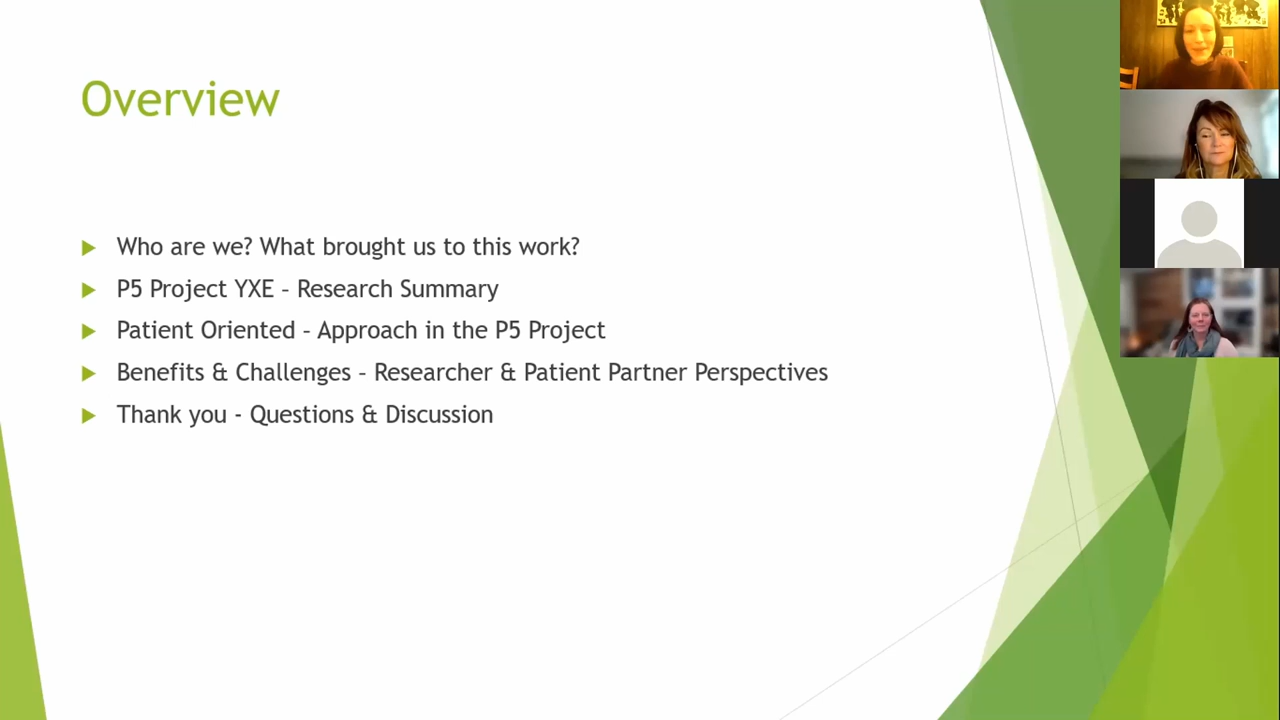 Overview
Who are we? What brought us to this work?
P5 Project YXE – Research Summary
Patient Oriented – Approach in the P5 Project
Benefits & Challenges – Researcher & Patient Partner Perspectives
Thank you - Questions & Discussion